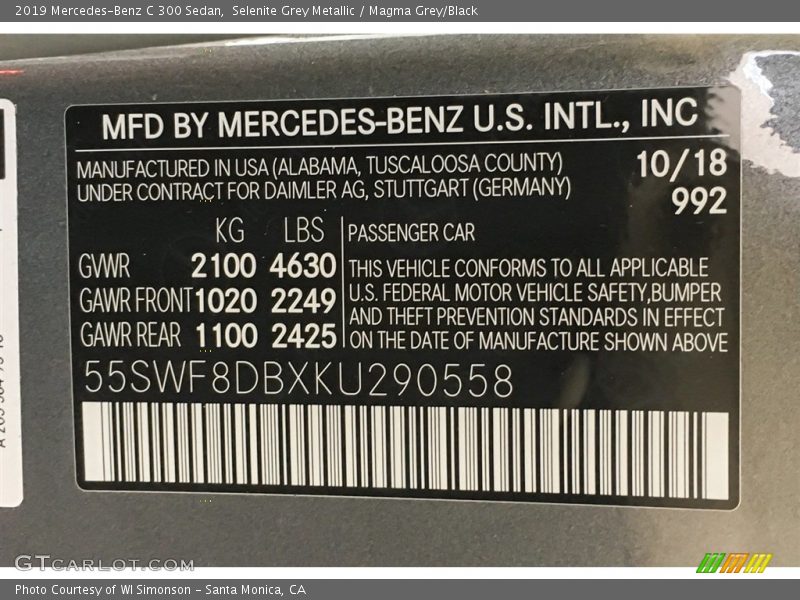 2019 Mercedes-Benz C 300 Sedan, Selenite Grey Metallic / Magma Grey/Black
MFD BY MERCEDES-BENZ U.S. INTL., INC
MANUFACTURED IN USA (ALABAMA, TUSCALOOSA COUNTY) 10/18
UNDER CONTRACT FOR DAIMLER AG, STUTTGART (GERMANY) 992
KG LBS PASSENGER CAR
GVWR 2100 4630 THIS VEHICLE CONFORMS TO ALL APPLICABLE
GAWR FRONT 1020 2249 U.S. FEDERAL MOTOR VEHICLE SAFETY,BUMPER
AND THEFT PREVENTION STANDARDS IN EFFECT
GAWR REAR 1100 2425 ON THE DATE OF MANUFACTURE SHOWN ABOVE
55SWF8DBXKU290558
GTCARLOT.COM
Photo Courtesy of WI Simonson - Santa Monica, CA